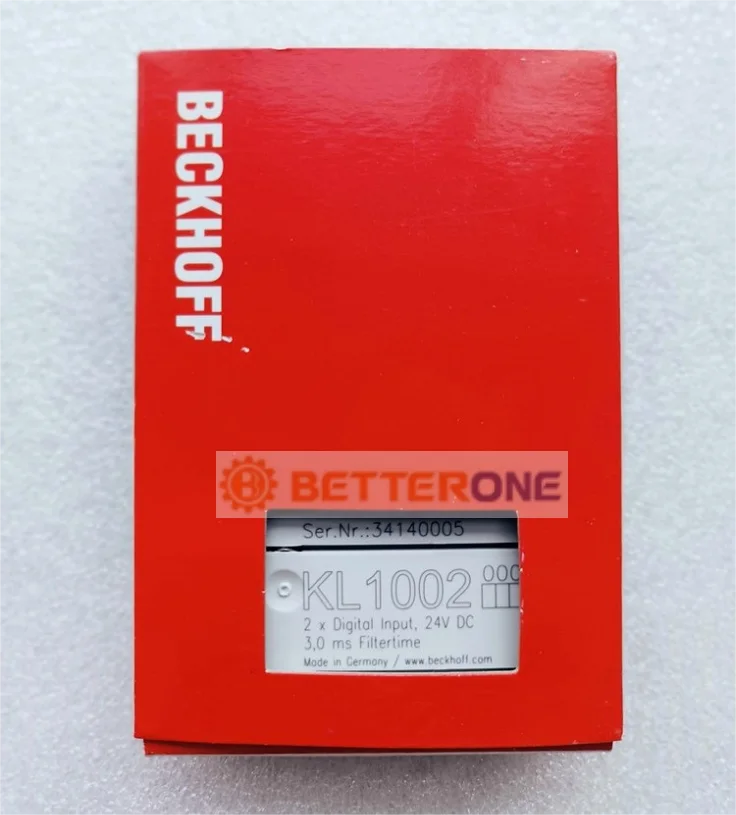 BECKHOFF
BETTERONE
Ser.Nr.:34140005
KL1002
2 x Digital Input, 24V DC
3,0 ms Filtertime
Made in Germany / www.beckhoff.com